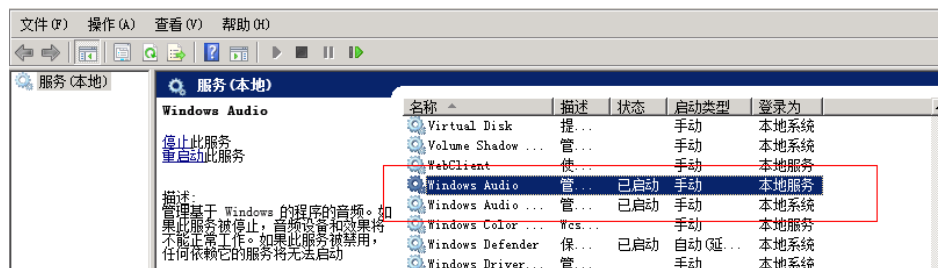 文件(F) 操作(A) 查看(V) 帮助(H)
服务(本地)
服务(本地)
Windows Audio
停止此服务
重启动此服务
描述:
管理基于 Windows 的程序的音频。如
果此服务被停止，音频设备和效果将
不能正常工作。如果此服务被禁用，
任何依赖它的服务将无法启动
名称 描述 状态 启动类型 登录为
Virtual Disk 提... 手动 本地系统
Volume Shadow ... 管... 手动 本地系统
WebClient 使... 手动 本地服务
Windows Audio 管... 已启动 手动 本地服务
Windows Audio ... 管... 已启动 手动 本地系统
Windows Color ... Wcs... 手动 本地服务
Windows Defender 保... 已启动 自动(延... 本地系统
Windows Driver... 管... 手动 本地系统